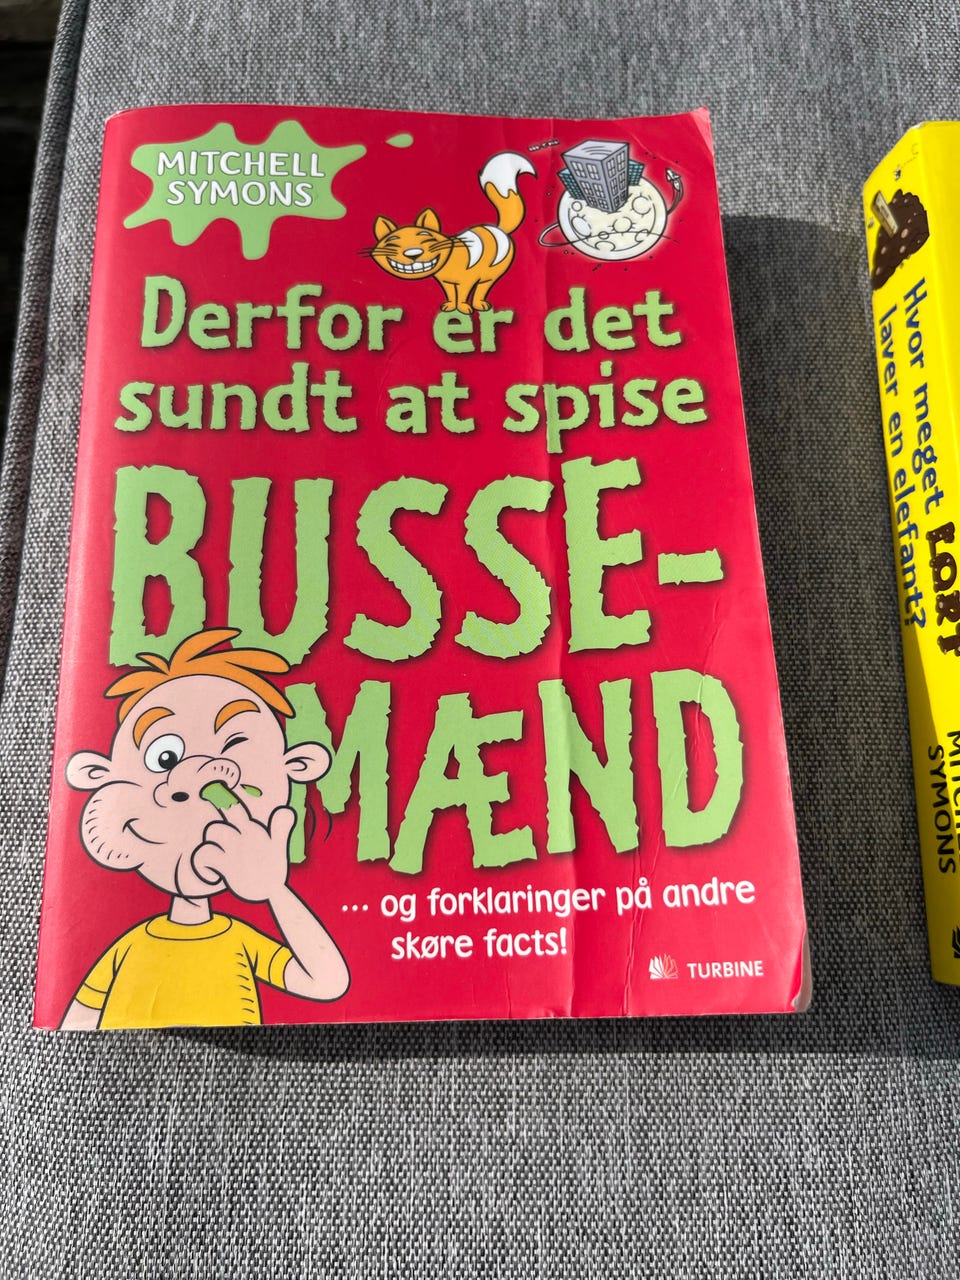 MITCHELL
SYMONS
Derfor er det
sundt at spise
BUSSE-
MÆND
... og forklaringer på andre
skøre facts!
TURBINE
Hvor meget LORT
laver en elefant?
MITCHELL
SYMONS